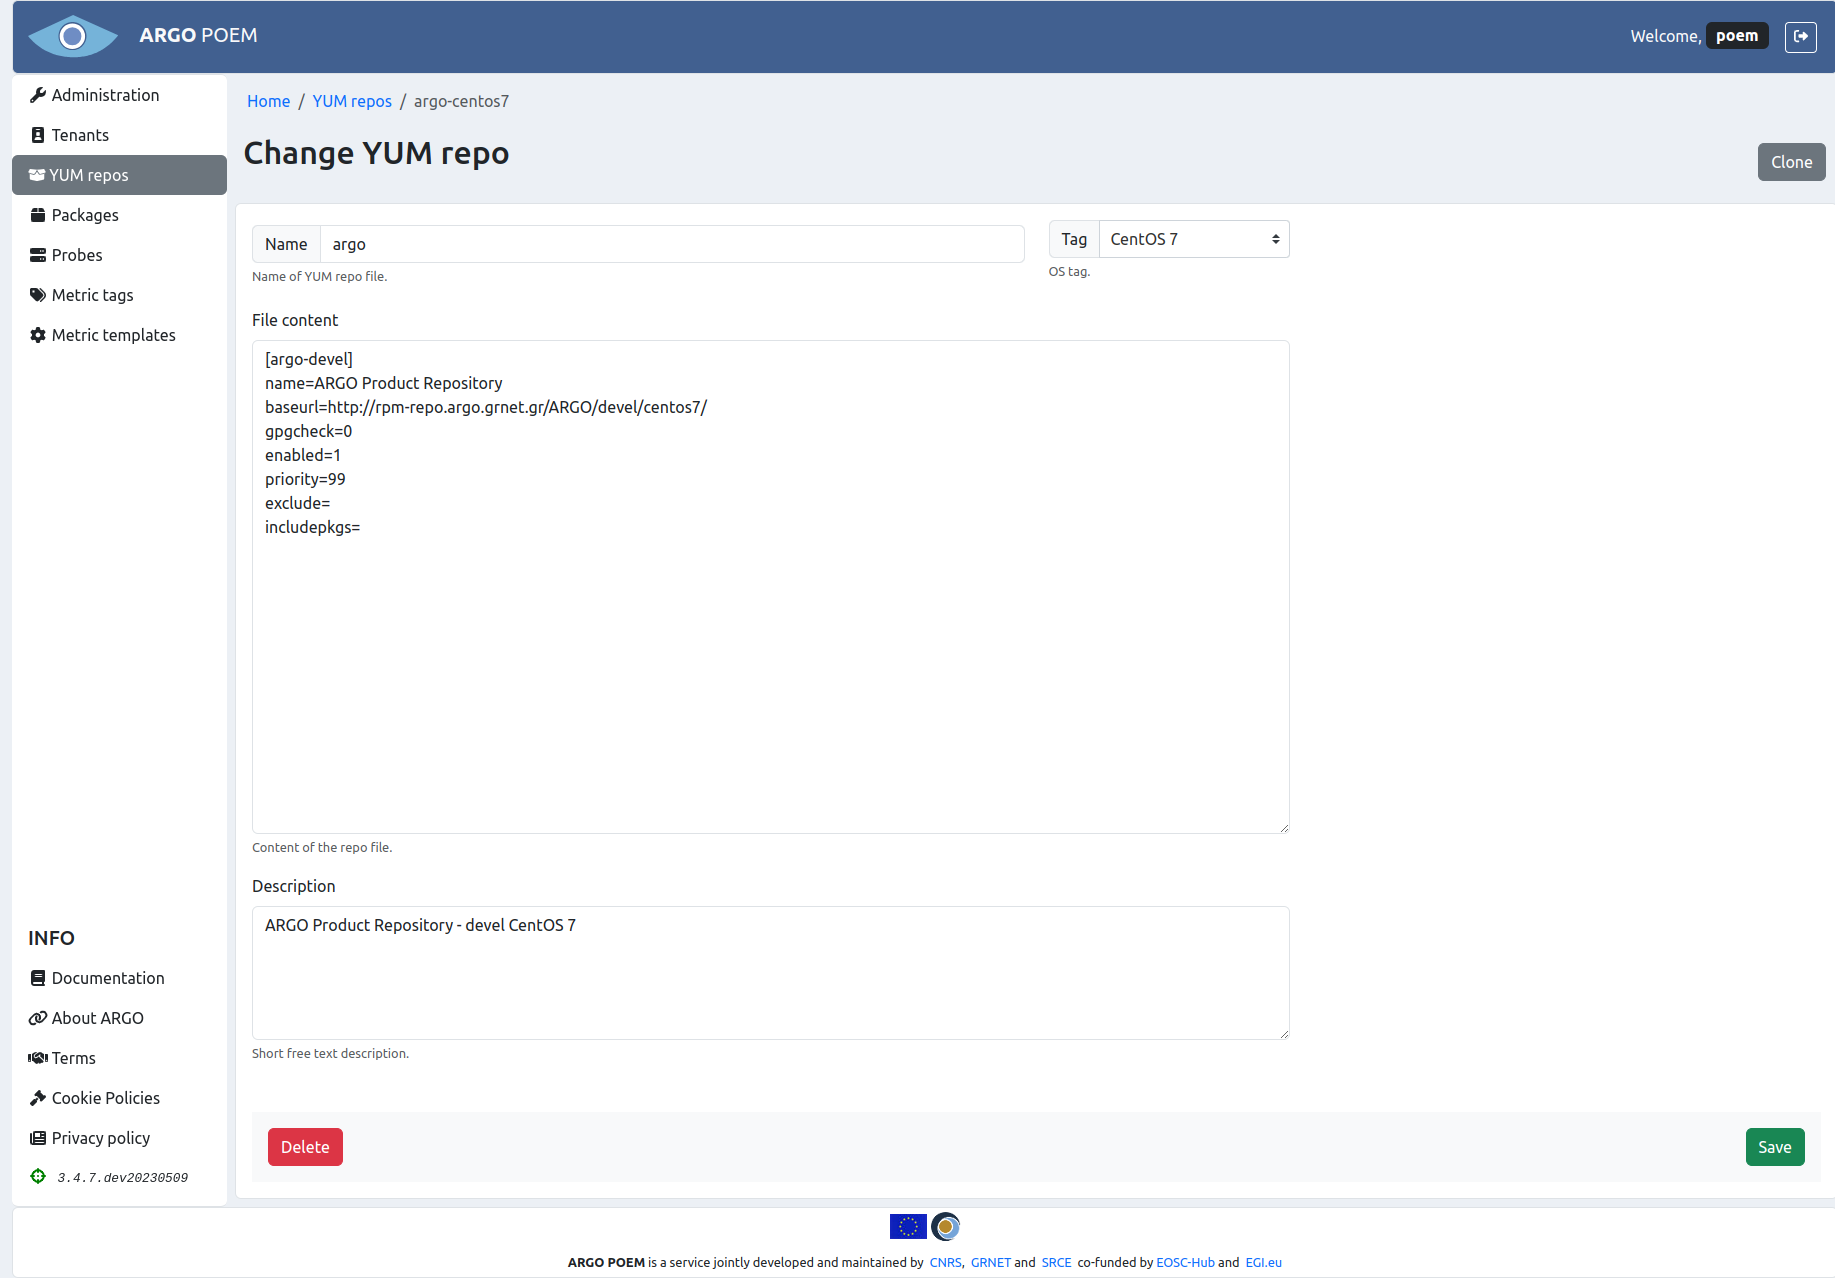 ARGO POEM
Welcome, poem
Administration
Tenants
YUM repos
Packages
Probes
Metric tags
Metric templates
INFO
Documentation
About ARGO
Terms
Cookie Policies
Privacy policy
3.4.7.dev20230509
Home / YUM repos / argo-centos7
Change YUM repo
Clone
Name argo
Name of YUM repo file.
Tag CentOS 7
OS tag.
File content
[argo-devel]
name=ARGO Product Repository
baseurl=http://rpm-repo.argo.grnet.gr/ARGO/devel/centos7/
gpgcheck=0
enabled=1
priority=99
exclude=
includepkgs=
Content of the repo file.
Description
ARGO Product Repository - devel CentOS 7
Short free text description.
Delete
Save
ARGO POEM is a service jointly developed and maintained by CNRS, GRNET and SRCE co-funded by EOSC-Hub and EGI.eu